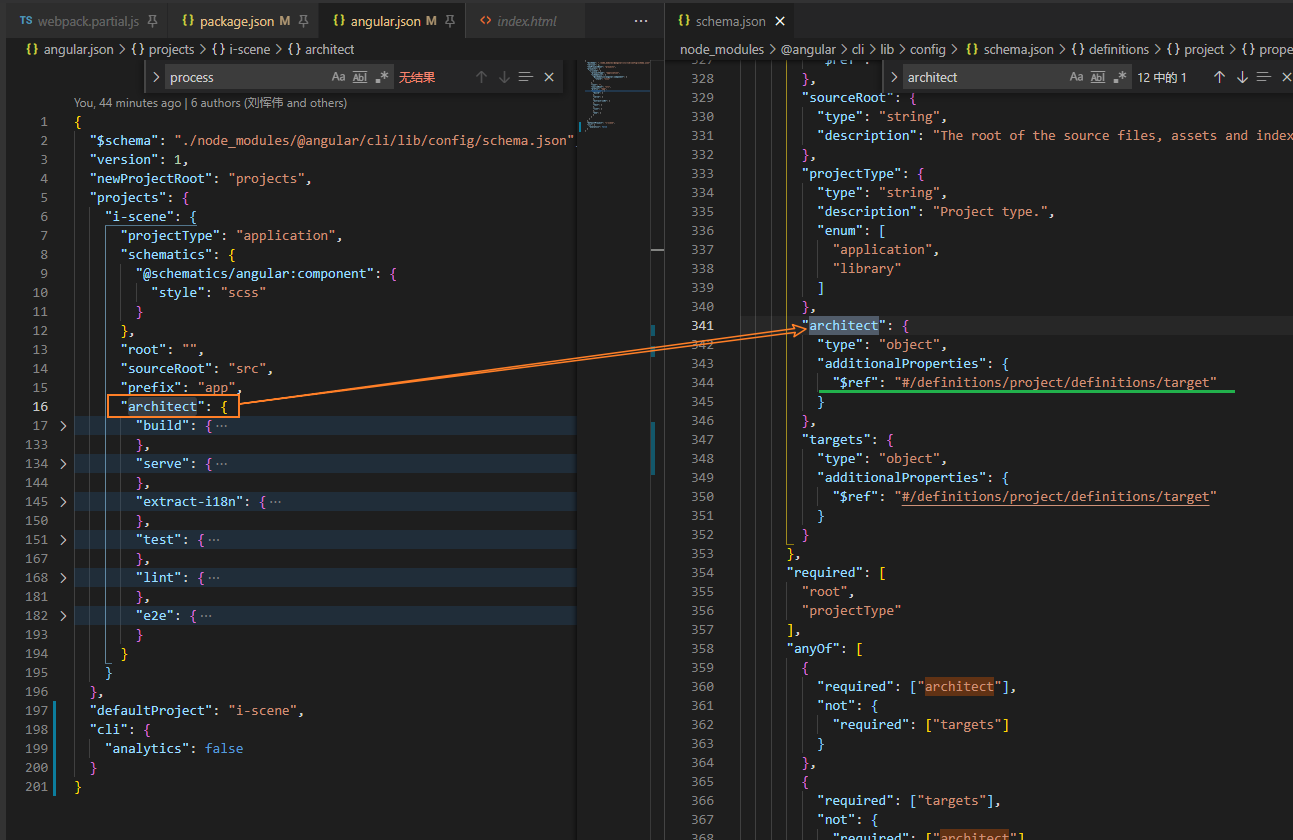 TS webpack.partial.js
{} package.json M
{} angular.json M
<> index.html
...
{} angular.json > {} projects > {} i-scene > {} architect
process Aa Abl .* 无结果
You, 44 minutes ago | 6 authors (刘恽伟 and others)
1 {
2 "$schema": "./node_modules/@angular/cli/lib/config/schema.json",
3 "version": 1,
4 "newProjectRoot": "projects",
5 "projects": {
6 "i-scene": {
7 "projectType": "application",
8 "schematics": {
9 "@schematics/angular:component": {
10 "style": "scss"
11 }
12 },
13 "root": "",
14 "sourceRoot": "src",
15 "prefix": "app",
16 "architect": {
17 > "build": { ...
133 },
134 > "serve": { ...
144 },
145 > "extract-i18n": { ...
150 },
151 > "test": { ...
167 },
168 > "lint": { ...
181 },
182 > "e2e": { ...
193 }
194 }
195 }
196 },
197 "defaultProject": "i-scene",
198 "cli": {
199 "analytics": false
200 }
201 }
{} schema.json
node_modules > @angular > cli > lib > config > {} schema.json > {} definitions > {} project > {} prope
architect Aa Abl .* 12 中的 1
327 "$ref":
328 },
329 "sourceRoot": {
330 "type": "string",
331 "description": "The root of the source files, assets and index
332 },
333 "projectType": {
334 "type": "string",
335 "description": "Project type.",
336 "enum": [
337 "application",
338 "library"
339 ]
340 },
341 "architect": {
342 "type": "object",
343 "additionalProperties": {
344 "$ref": "#/definitions/project/definitions/target"
345 }
346 },
347 "targets": {
348 "type": "object",
349 "additionalProperties": {
350 "$ref": "#/definitions/project/definitions/target"
351 }
352 }
353 },
354 "required": [
355 "root",
356 "projectType"
357 ],
358 "anyOf": [
359 {
360 "required": ["architect"],
361 "not": {
362 "required": ["targets"]
363 }
364 },
365 {
366 "required": ["targets"],
367 "not": {
368 "required": ["architect"]